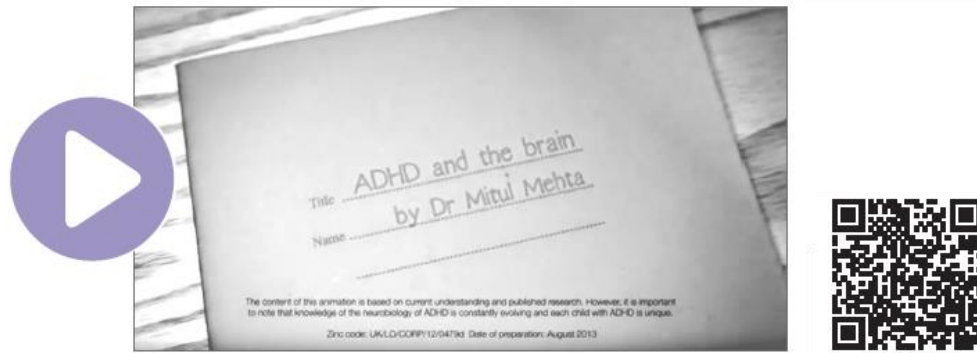 Title ADHD and the brain
Name by Dr Mitul Mehta
The content of this animation is based on current understanding and published research. However, it is important
to note that knowledge of the neurobiology of ADHD is constantly evolving and each child with ADHD is unique.
Zinc code: UK/LO/CORP/12/0479d Date of preparation: August 2013